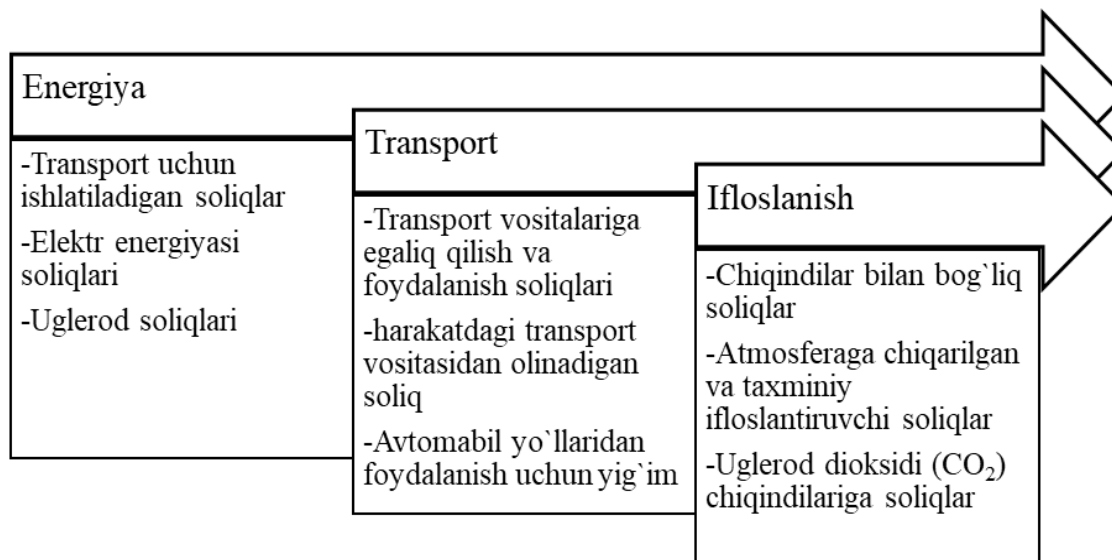 Energiya
-Transport uchun
ishlatiladigan soliqlar
-Elektr energiyasi
soliqlari
-Uglerod soliqlari
Transport
-Transport vositalariga
egaliq qilish va
foydalanish soliqlari
-harakatdagi transport
vositasidan olinadigan
soliq
-Avtomabil yo`llaridan
foydalanish uchun yig`im
Ifloslanish
-Chiqindilar bilan bog`liq
soliqlar
-Atmosferaga chiqarilgan
va taxminiy
ifloslantiruvchi soliqlar
-Uglerod dioksidi (CO₂)
chiqindilariga soliqlar